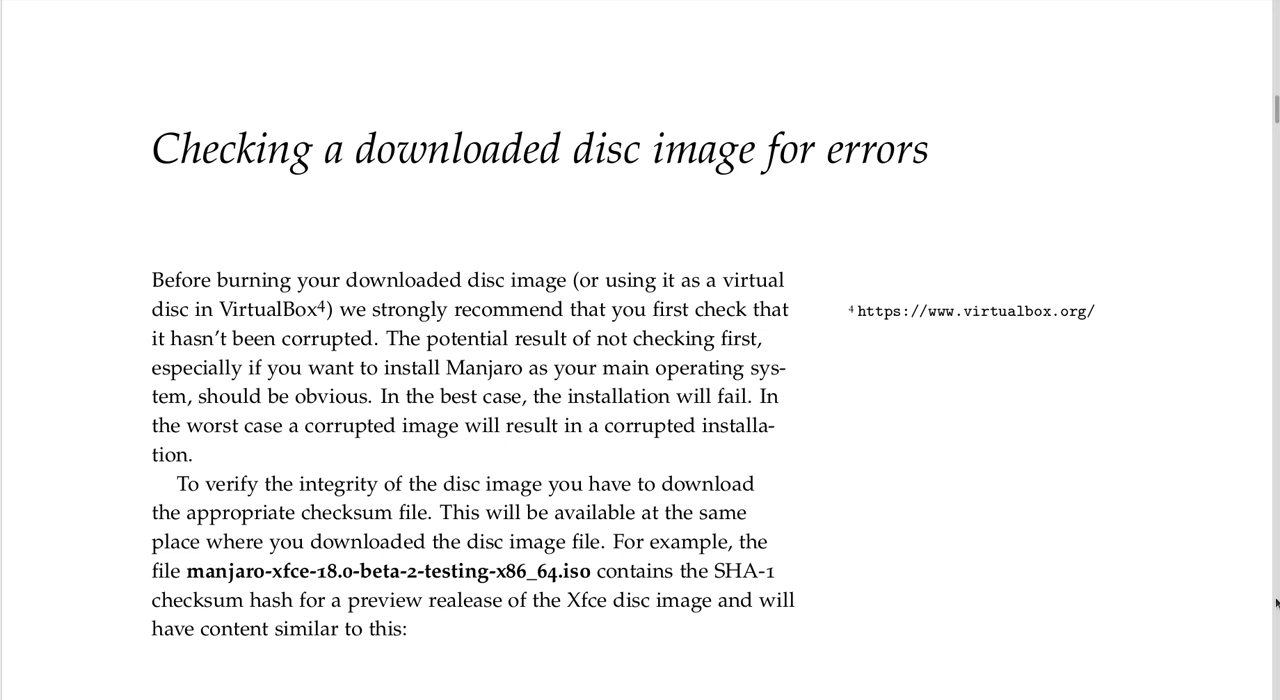 Checking a downloaded disc image for errors
Before burning your downloaded disc image (or using it as a virtual
disc in VirtualBox⁴) we strongly recommend that you first check that
it hasn’t been corrupted. The potential result of not checking first,
especially if you want to install Manjaro as your main operating sys-
tem, should be obvious. In the best case, the installation will fail. In
the worst case a corrupted image will result in a corrupted installa-
tion.
To verify the integrity of the disc image you have to download
the appropriate checksum file. This will be available at the same
place where you downloaded the disc image file. For example, the
file manjaro-xfce-18.0-beta-2-testing-x86_64.iso contains the SHA-1
checksum hash for a preview realease of the Xfce disc image and will
have content similar to this:
⁴ https://www.virtualbox.org/